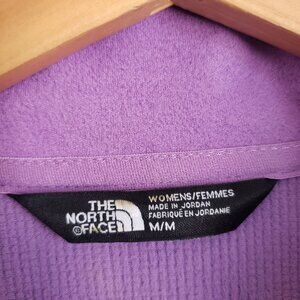 THE
NORTH
FACE
WOMENS/FEMMES
MADE IN JORDAN
FABRIQUÉ EN JORDANIE
M/M